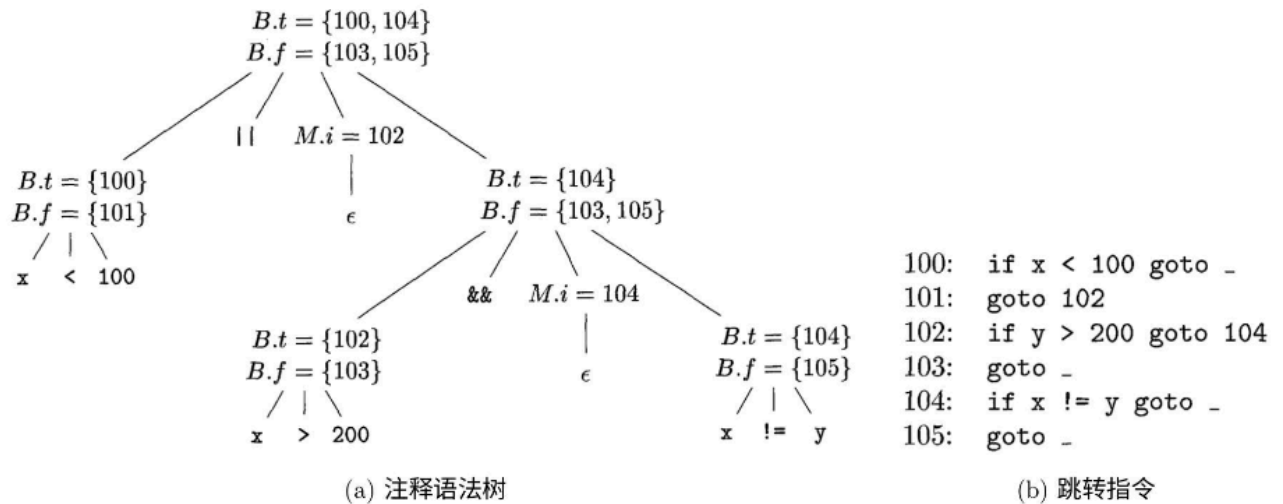 B.t = {100, 104}
B.f = {103, 105}
|| M.i = 102
B.t = {100}
B.f = {101}
ϵ
B.t = {104}
B.f = {103, 105}
x < 100
&& M.i = 104
B.t = {102}
B.f = {103}
ϵ
B.t = {104}
B.f = {105}
x > 200
x != y
(a) 注释语法树
100: if x < 100 goto _
101: goto 102
102: if y > 200 goto 104
103: goto _
104: if x != y goto _
105: goto _
(b) 跳转指令